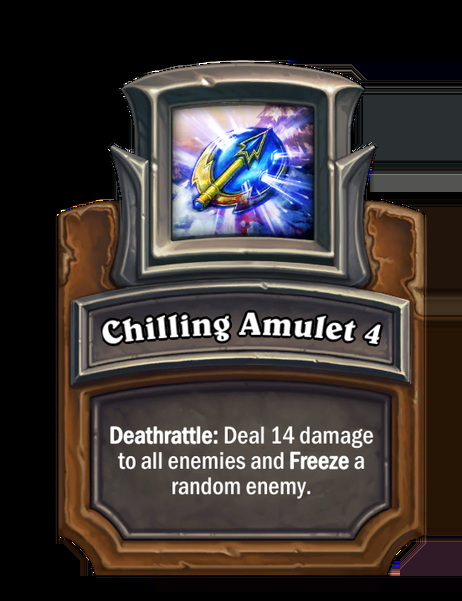 Chilling Amulet 4
Deathrattle: Deal 14 damage
to all enemies and Freeze a
random enemy.